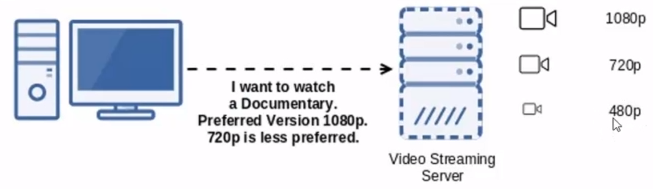 I want to watch
a Documentary.
Preferred Version 1080p.
720p is less preferred.
Video Streaming
Server
1080p
720p
480p